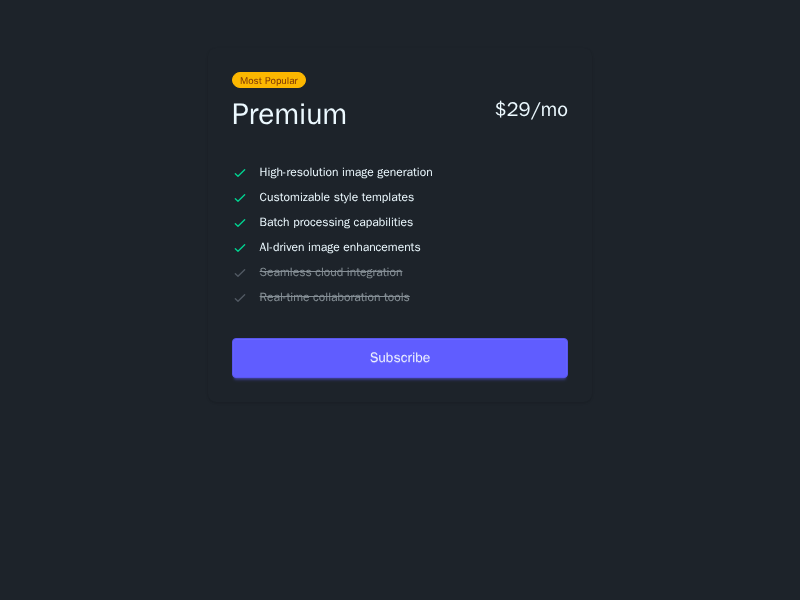 Most Popular
Premium
$29/mo
High-resolution image generation
Customizable style templates
Batch processing capabilities
AI-driven image enhancements
Seamless cloud integration
Real-time collaboration tools
Subscribe